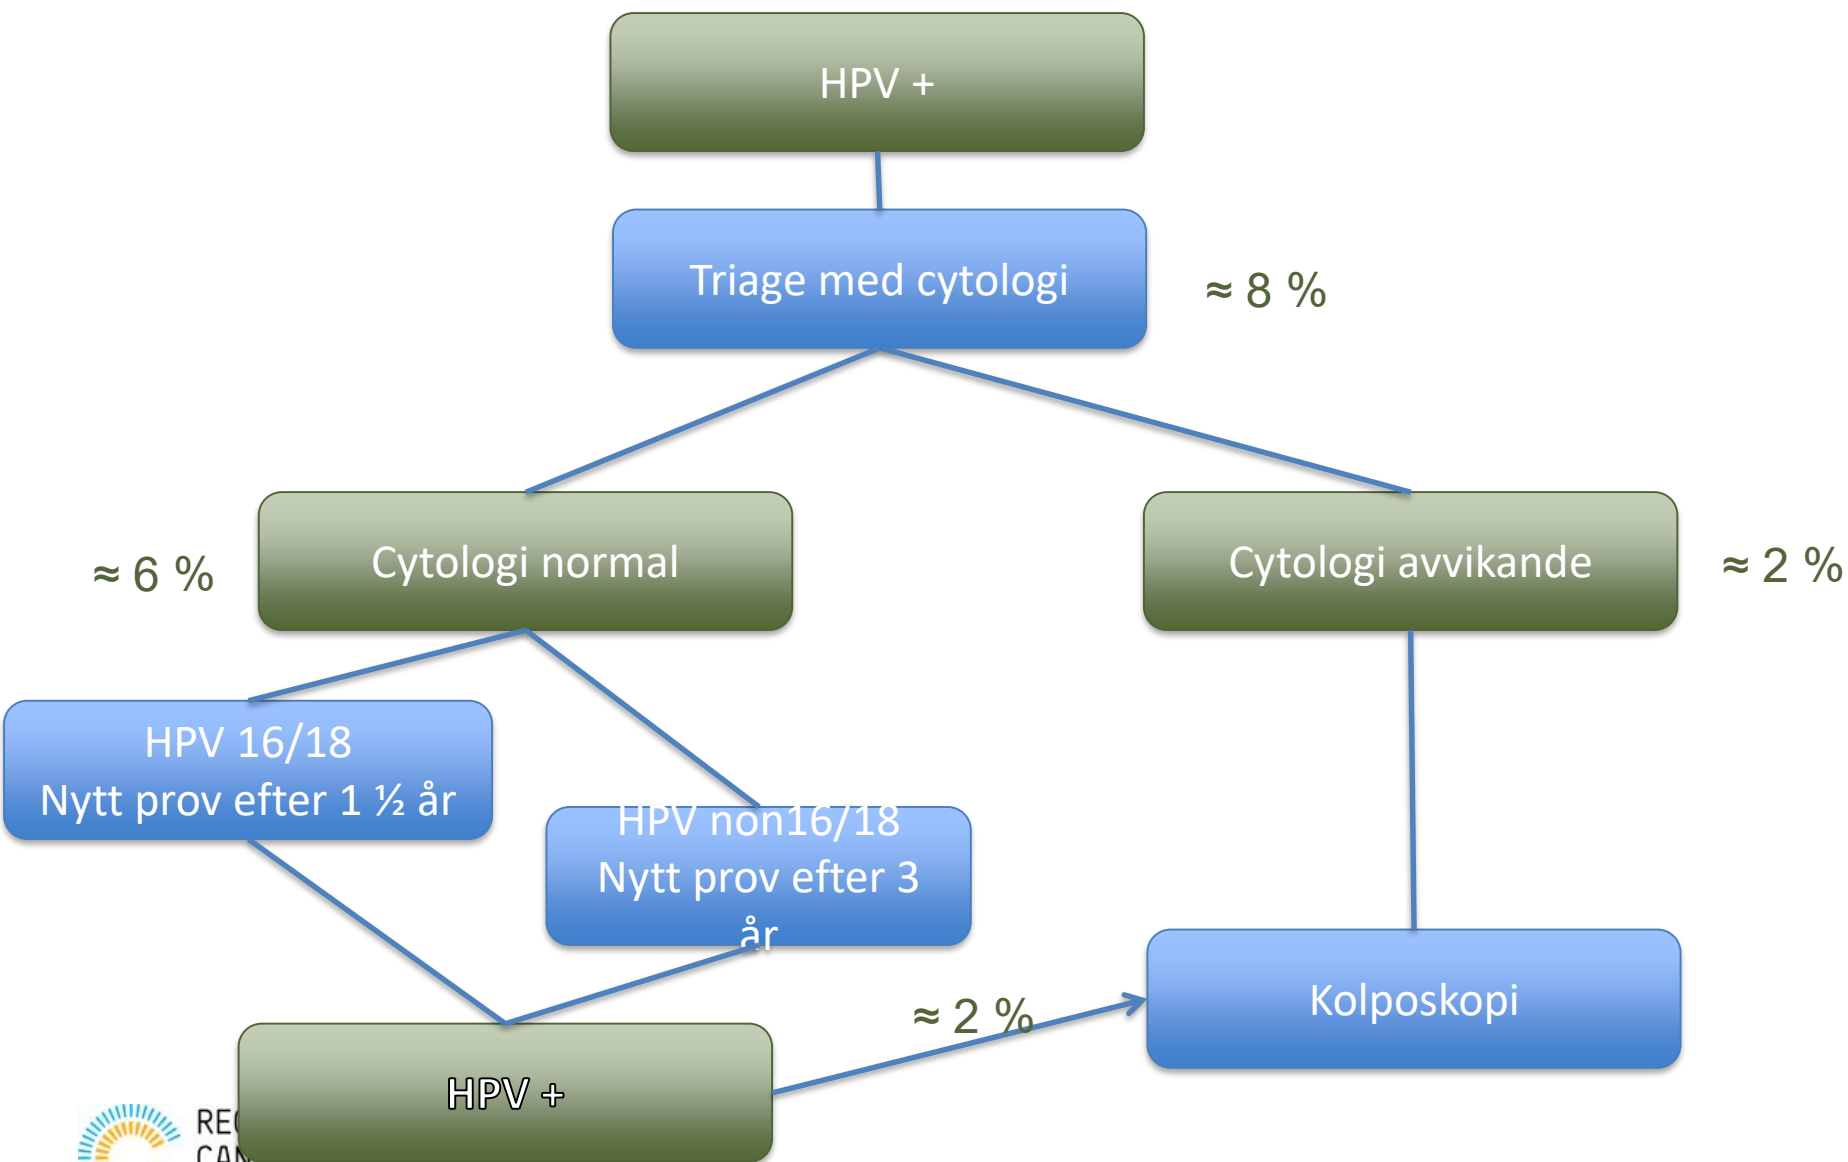 HPV +
Triage med cytologi
≈ 8 %
≈ 6 %
Cytologi normal
Cytologi avvikande
≈ 2 %
HPV 16/18
Nytt prov efter 1 ½ år
HPV non16/18
Nytt prov efter 3
år
≈ 2 %
Kolposkopi
HPV +